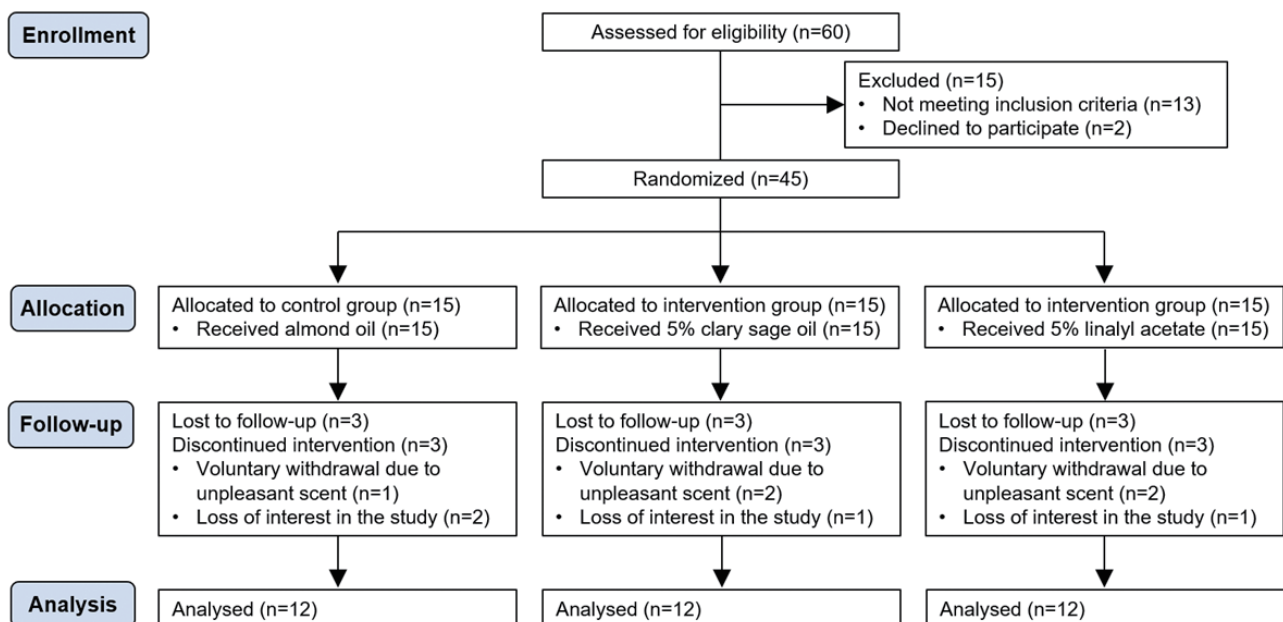 Enrollment
Assessed for eligibility (n=60)
Excluded (n=15)
• Not meeting inclusion criteria (n=13)
• Declined to participate (n=2)
Randomized (n=45)
Allocation
Allocated to control group (n=15)
• Received almond oil (n=15)
Allocated to intervention group (n=15)
• Received 5% clary sage oil (n=15)
Allocated to intervention group (n=15)
• Received 5% linalyl acetate (n=15)
Follow-up
Lost to follow-up (n=3)
Discontinued intervention (n=3)
• Voluntary withdrawal due to
unpleasant scent (n=1)
• Loss of interest in the study (n=2)
Lost to follow-up (n=3)
Discontinued intervention (n=3)
• Voluntary withdrawal due to
unpleasant scent (n=2)
• Loss of interest in the study (n=1)
Lost to follow-up (n=3)
Discontinued intervention (n=3)
• Voluntary withdrawal due to
unpleasant scent (n=2)
• Loss of interest in the study (n=1)
Analysis
Analysed (n=12)
Analysed (n=12)
Analysed (n=12)